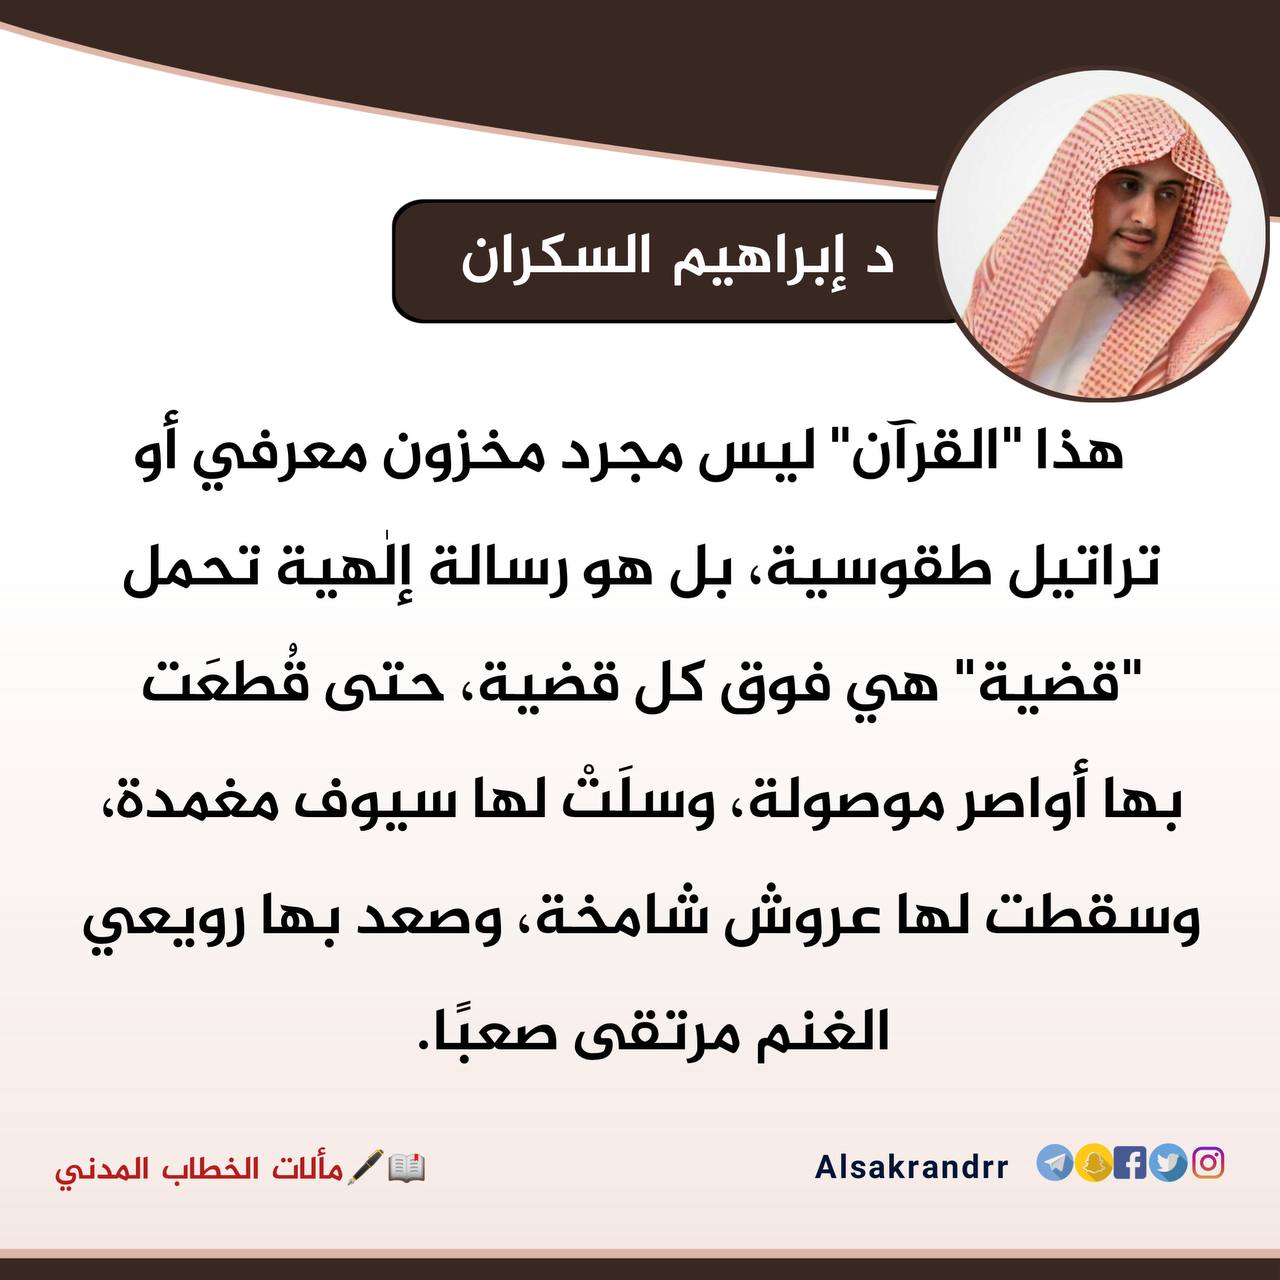 د إبراهيم السكران
هذا "القرآن" ليس مجرد مخزون معرفي أو
تراتيل طقوسية، بل هو رسالة إلٰهية تحمل
"قضية" هي فوق كل قضية، حتى قُطعَت
بها أواصر موصولة، وسلَتْ لها سيوف مغمدة،
وسقطت لها عروش شامخة، وصعد بها رويعي
الغنم مرتقى صعبًا.
Alsakrandrr
مألات الخطاب المدني